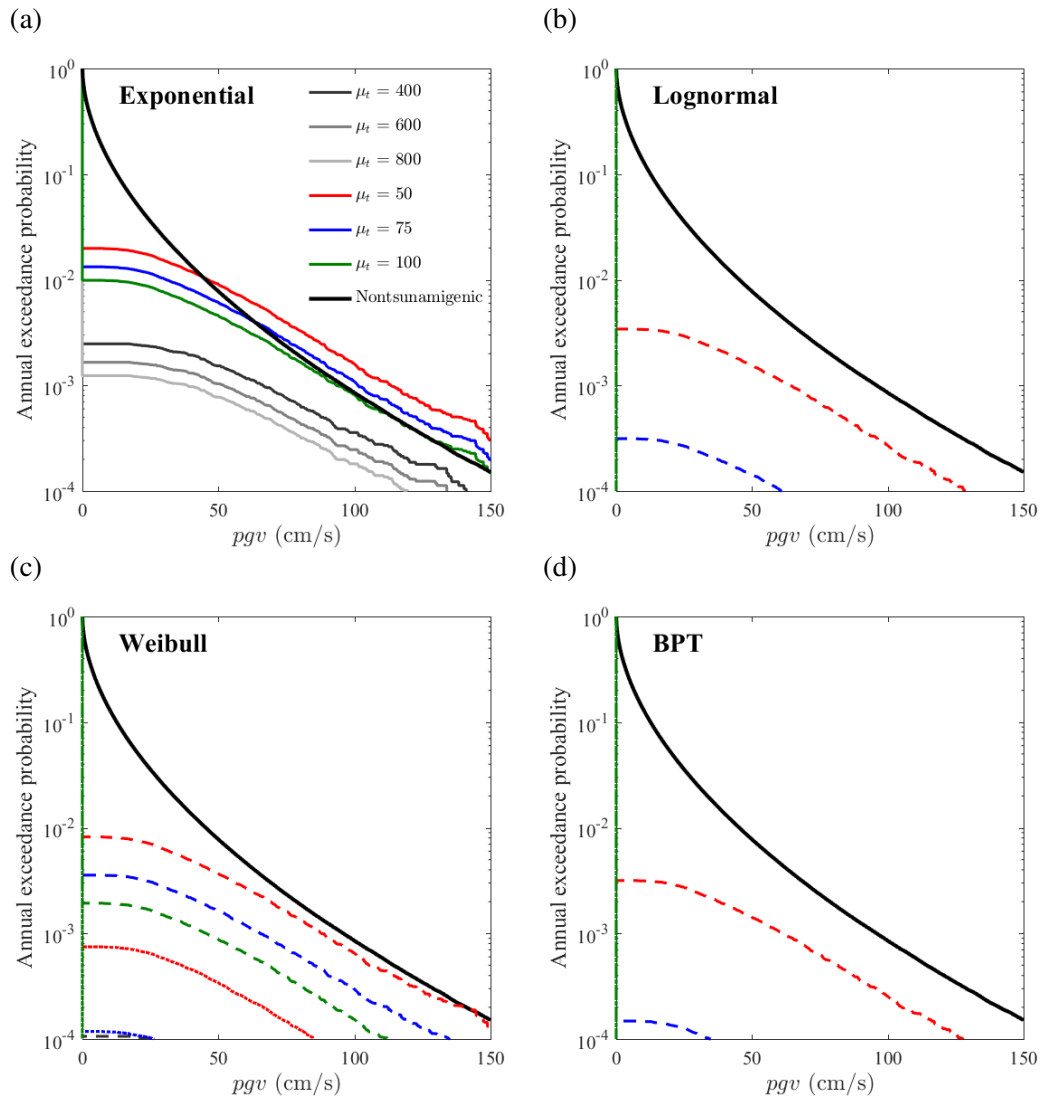 (a)
Exponential
μt = 400
μt = 600
μt = 800
μt = 50
μt = 75
μt = 100
Nontsunamigenic
10^0
10^-1
10^-2
10^-3
10^-4
Annual exceedance probability
0 50 100 150
pgv (cm/s)
(b)
Lognormal
10^0
10^-1
10^-2
10^-3
10^-4
Annual exceedance probability
0 50 100 150
pgv (cm/s)
(c)
Weibull
10^0
10^-1
10^-2
10^-3
10^-4
Annual exceedance probability
0 50 100 150
pgv (cm/s)
(d)
BPT
10^0
10^-1
10^-2
10^-3
10^-4
Annual exceedance probability
0 50 100 150
pgv (cm/s)